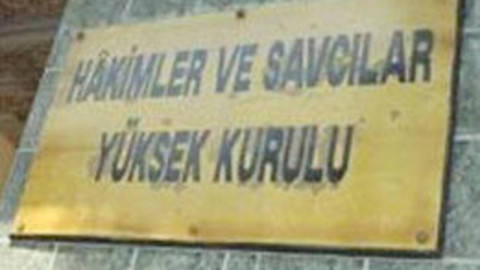 HÂKİMLER VE SAVCILAR
YÜKSEK KURULU